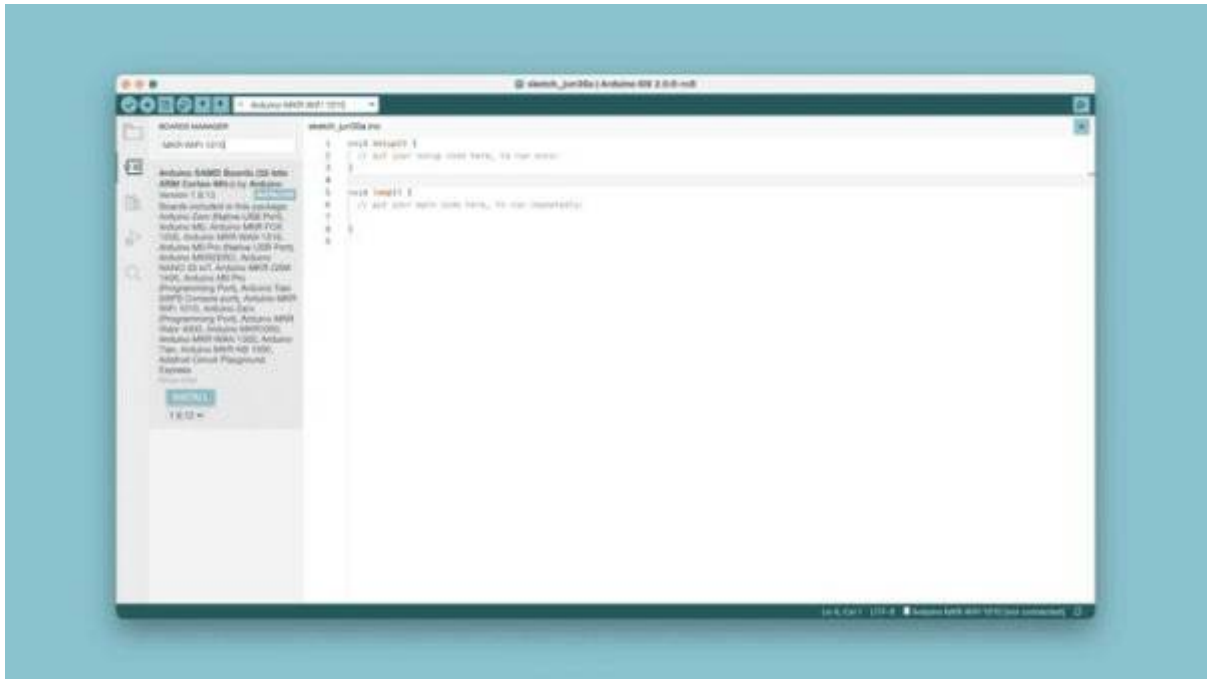 sketch_jun30a | Arduino IDE 2.0.0
Arduino MKR WiFi 1010
BOARDS MANAGER
MKR WiFi 1010
sketch_jun30a.ino
Arduino SAMD Boards (32-bits
ARM Cortex-M0+) by Arduino
Version 1.8.12 INSTALLED
Boards included in this package:
Arduino Zero (Native USB Port),
Arduino M0, Arduino MKR FOX
1200, Arduino MKR WAN 1310,
Arduino M0 Pro (Native USB Port),
Arduino MKRZERO, Arduino
NANO 33 IoT, Arduino MKR GSM
1400, Arduino M0 Pro
(Programming Port), Arduino Tian
Console port), Arduino MKR
WiFi 1010, Arduino Zero
(Programming Port), Arduino MKR
Vidor 4000, Arduino MKR1000,
Arduino MKR WAN 1300, Arduino
Tian, Arduino MKR NB 1500,
Adafruit Circuit Playground
Express
More info
INSTALL
1.8.12
1 void setup() {
2 // put your setup code here, to run once:
3 }
4
5 void loop() {
6 // put your main code here, to run repeatedly:
7
8 }
9
Ln 4, Col 1 UTF-8 Arduino MKR WiFi 1010 [not connected]